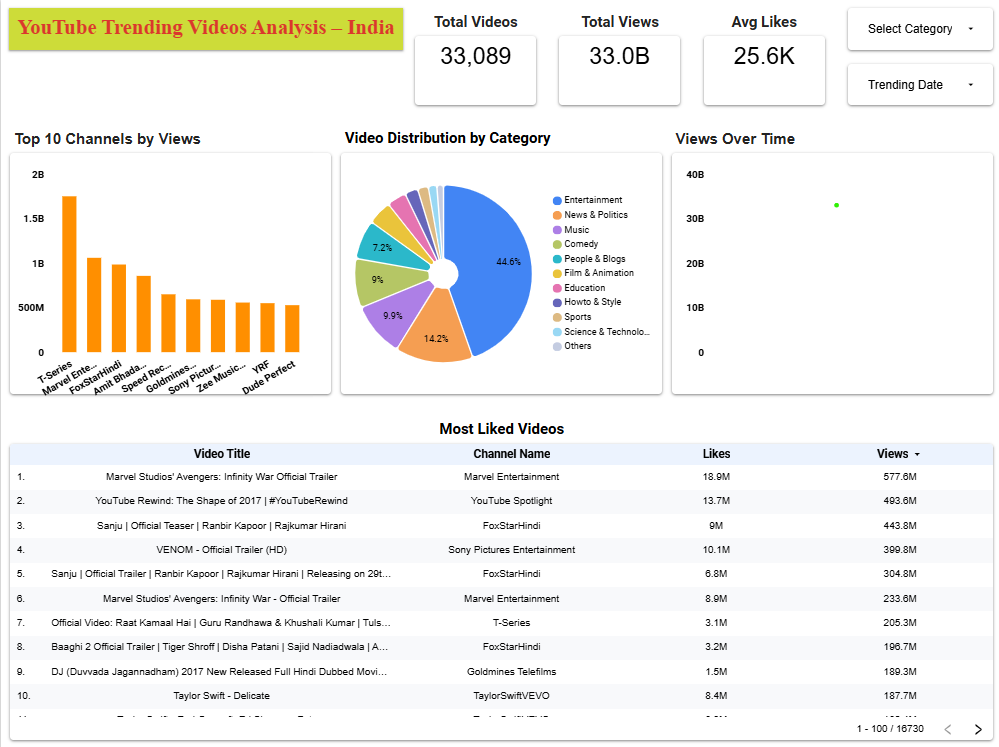 YouTube Trending Videos Analysis – India
Total Videos
33,089
Total Views
33.0B
Avg Likes
25.6K
Select Category
Trending Date
Top 10 Channels by Views
2B
1.5B
1B
500M
0
T-Series
Marvel Ente...
FoxStarHindi
Amit Bhada...
Speed Rec...
Goldmines...
Sony Pictur...
Zee Music...
YRF
Dude Perfect
Video Distribution by Category
44.6%
14.2%
9.9%
9%
7.2%
Entertainment
News & Politics
Music
Comedy
People & Blogs
Film & Animation
Education
Howto & Style
Sports
Science & Technolo...
Others
Views Over Time
40B
30B
20B
10B
0
Most Liked Videos
Video Title Channel Name Likes Views
1. Marvel Studios' Avengers: Infinity War Official Trailer Marvel Entertainment 18.9M 577.6M
2. YouTube Rewind: The Shape of 2017 | #YouTubeRewind YouTube Spotlight 13.7M 493.6M
3. Sanju | Official Teaser | Ranbir Kapoor | Rajkumar Hirani FoxStarHindi 9M 443.8M
4. VENOM - Official Trailer (HD) Sony Pictures Entertainment 10.1M 399.8M
5. Sanju | Official Trailer | Ranbir Kapoor | Rajkumar Hirani | Releasing on 29t... FoxStarHindi 6.8M 304.8M
6. Marvel Studios' Avengers: Infinity War - Official Trailer Marvel Entertainment 8.9M 233.6M
7. Official Video: Raat Kamaal Hai | Guru Randhawa & Khushali Kumar | Tuls... T-Series 3.1M 205.3M
8. Baaghi 2 Official Trailer | Tiger Shroff | Disha Patani | Sajid Nadiadwala | A... FoxStarHindi 3.2M 196.7M
9. DJ (Duvvada Jagannadham) 2017 New Released Full Hindi Dubbed Movi... Goldmines Telefilms 1.5M 189.3M
10. Taylor Swift - Delicate TaylorSwiftVEVO 8.4M 187.7M
1 - 100 / 16730